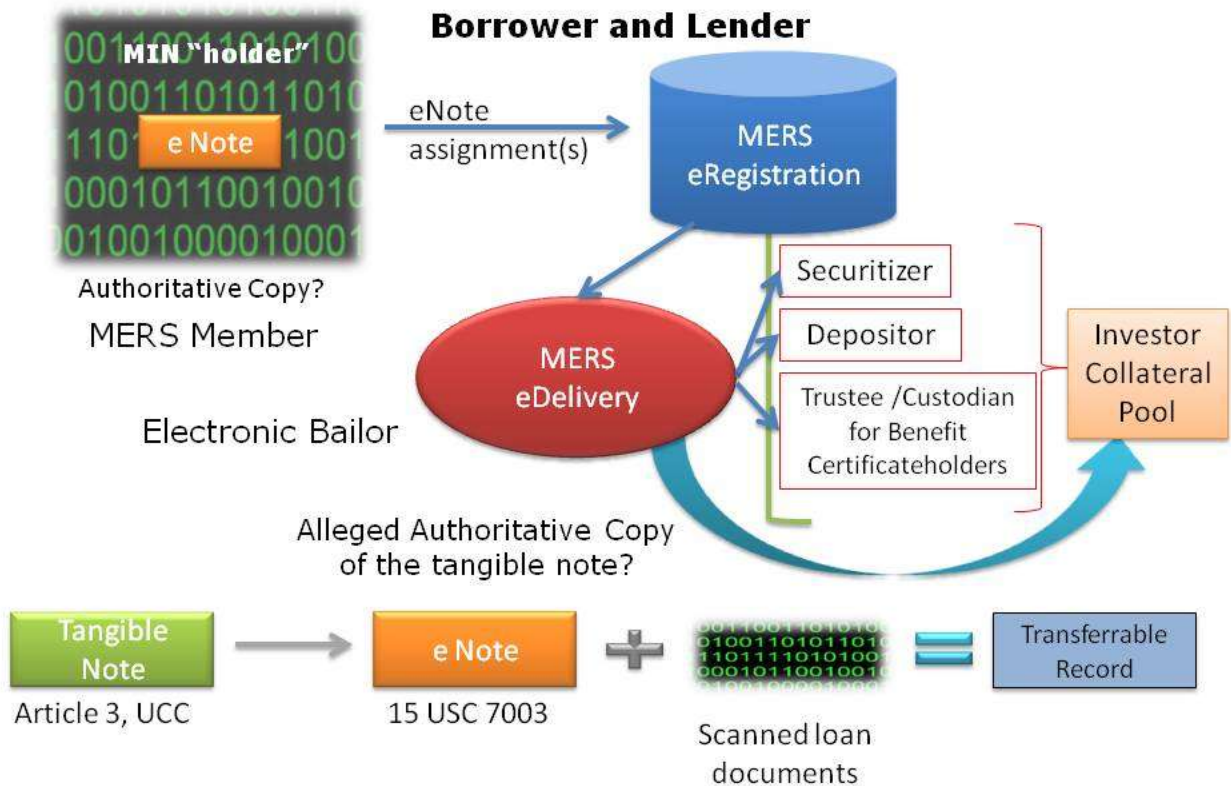 Borrower and Lender
MIN "holder"
e Note
eNote
assignment(s)
MERS
eRegistration
Authoritative Copy?
MERS Member
Securitizer
Depositor
Trustee /Custodian
for Benefit
Certificateholders
Investor
Collateral
Pool
MERS
eDelivery
Electronic Bailor
Alleged Authoritative Copy
of the tangible note?
Tangible
Note
e Note
Transferrable
Record
Article 3, UCC
15 USC 7003
Scanned loan
documents